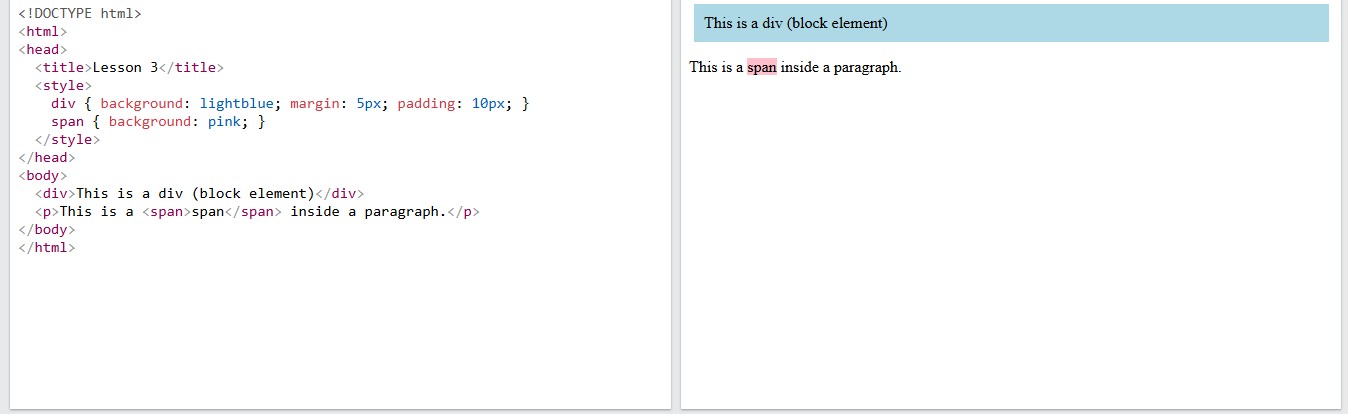 <!DOCTYPE html>
<html>
<head>
  <title>Lesson 3</title>
  <style>
    div { background: lightblue; margin: 5px; padding: 10px; }
    span { background: pink; }
  </style>
</head>
<body>
  <div>This is a div (block element)</div>
  <p>This is a <span>span</span> inside a paragraph.</p>
</body>
</html>
This is a div (block element)
This is a span inside a paragraph.